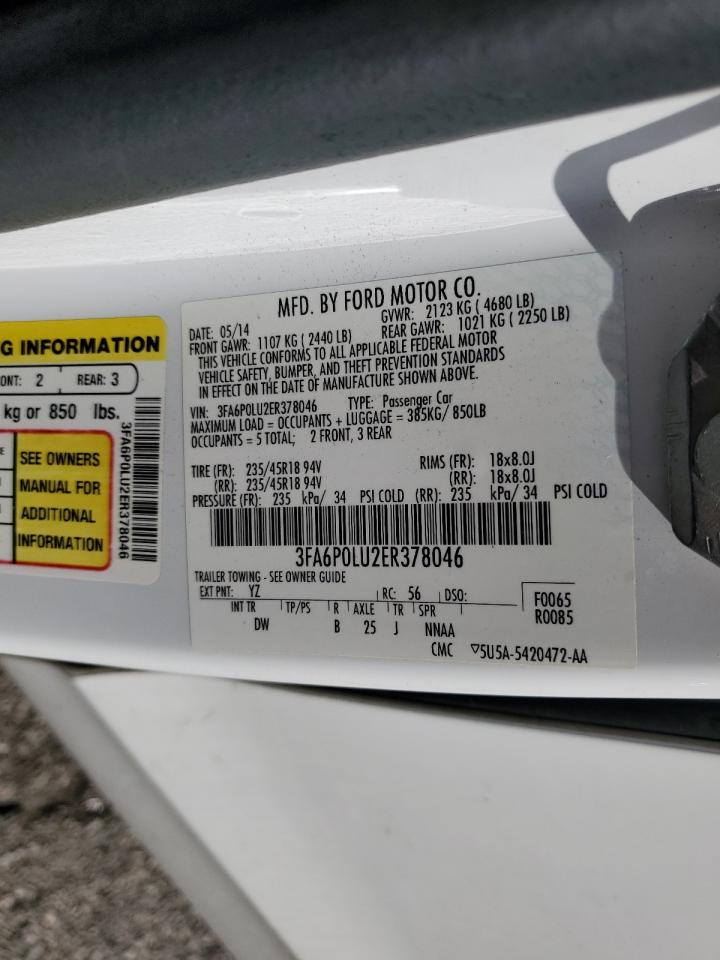 G INFORMATION
ONT: 2 REAR: 3
kg or 850 lbs.
SEE OWNERS
MANUAL FOR
ADDITIONAL
INFORMATION
3FA6P0LU2ER378046
MFD. BY FORD MOTOR CO.
DATE: 05/14 GVWR: 2123 KG ( 4680 LB)
FRONT GAWR: 1107 KG ( 2440 LB) REAR GAWR: 1021 KG ( 2250 LB)
THIS VEHICLE CONFORMS TO ALL APPLICABLE FEDERAL MOTOR
VEHICLE SAFETY, BUMPER, AND THEFT PREVENTION STANDARDS
IN EFFECT ON THE DATE OF MANUFACTURE SHOWN ABOVE.
VIN: 3FA6P0LU2ER378046 TYPE: Passenger Car
MAXIMUM LOAD = OCCUPANTS + LUGGAGE = 385KG/ 850LB
OCCUPANTS = 5 TOTAL; 2 FRONT, 3 REAR
TIRE (FR): 235/45R18 94V RIMS (FR): 18x8.0J
(RR): 235/45R18 94V (RR): 18x8.0J
PRESSURE (FR): 235 kPa/ 34 PSI COLD (RR): 235 kPa/ 34 PSI COLD
3FA6P0LU2ER378046
TRAILER TOWING - SEE OWNER GUIDE
EXT PNT: YZ RC: 56 DSO: F0065
INT TR TP/PS R AXLE TR SPR R0085
DW B 25 J NNAA
CMC ▽5U5A-5420472-AA